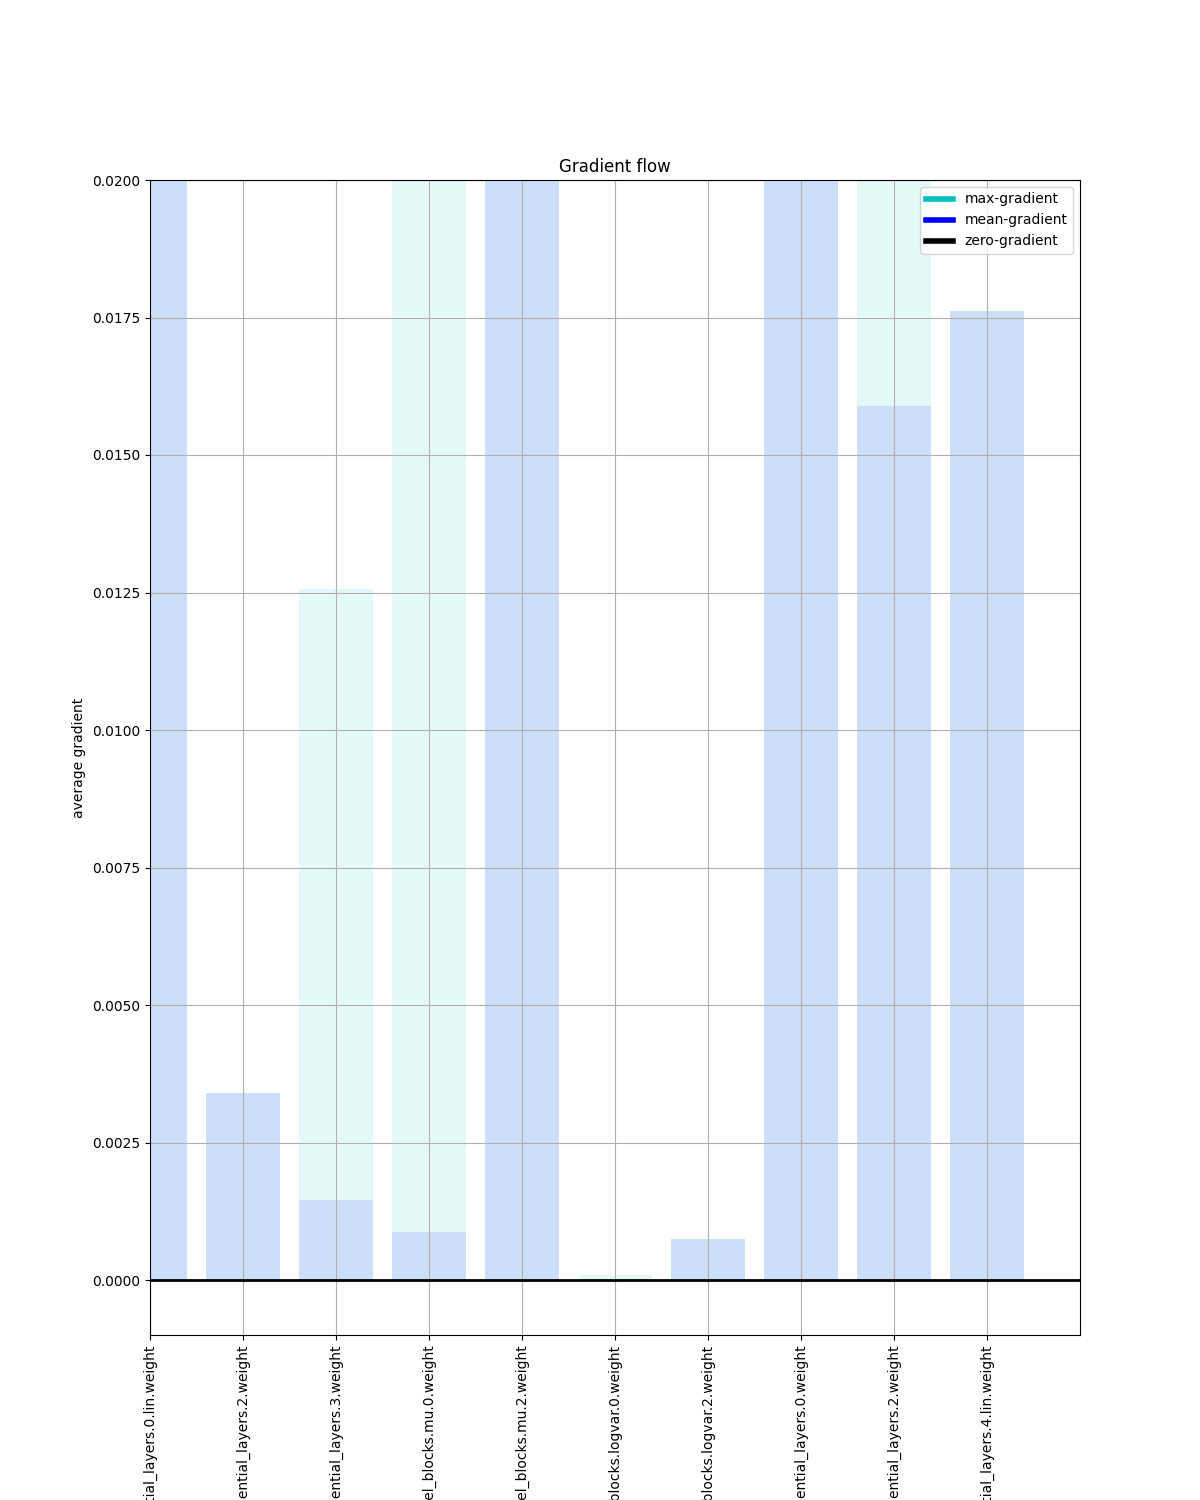 Gradient flow
max-gradient
mean-gradient
zero-gradient
0.0200
0.0175
0.0150
0.0125
0.0100
0.0075
0.0050
0.0025
0.0000
average gradient
tial_layers.0.lin.weight
ential_layers.2.weight
ential_layers.3.weight
el_blocks.mu.0.weight
el_blocks.mu.2.weight
blocks.logvar.0.weight
blocks.logvar.2.weight
ential_layers.0.weight
ential_layers.2.weight
tial_layers.4.lin.weight